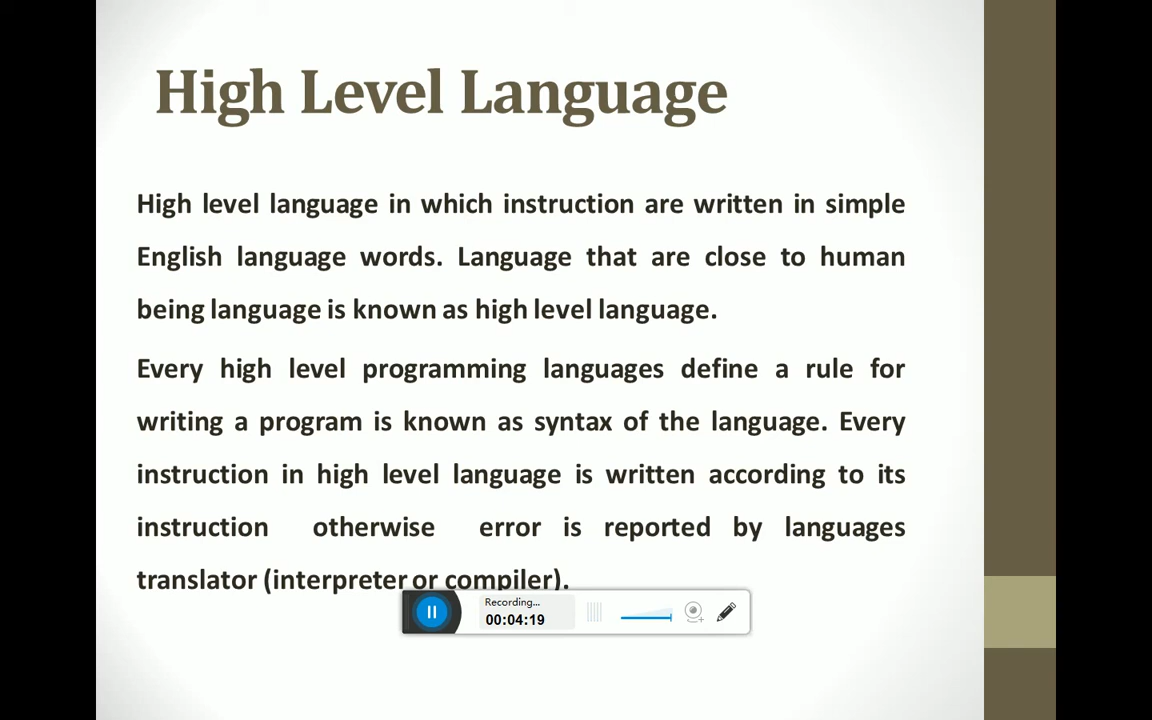 High Level Language
High level language in which instruction are written in simple
English language words. Language that are close to human
being language is known as high level language.
Every high level programming languages define a rule for
writing a program is known as syntax of the language. Every
instruction in high level language is written according to its
instruction otherwise error is reported by languages
translator (interpreter or compiler).
Recording...
00:04:19